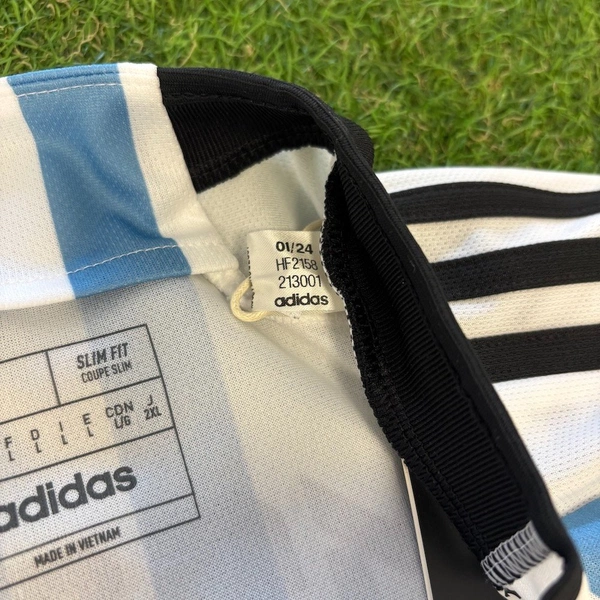 01/24
HF2158
213001
adidas
SLIM FIT
COUPE SLIM
F D I E CDN J
L L L L L/G 2XL
adidas
MADE IN VIETNAM